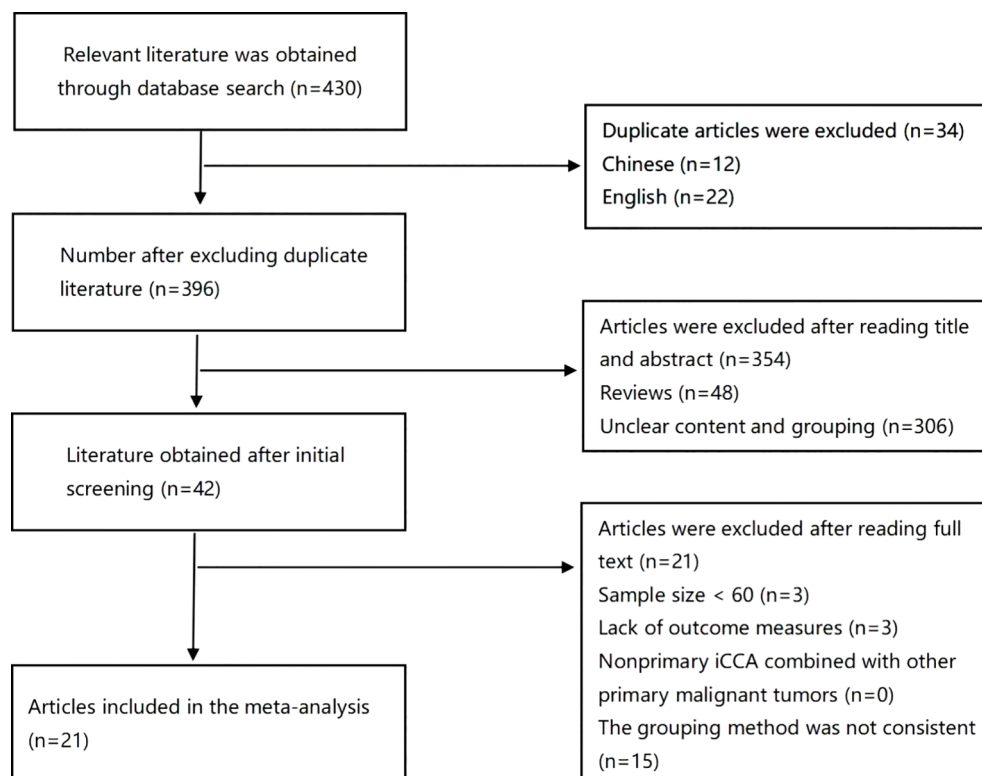 Relevant literature was obtained
through database search (n=430)
Duplicate articles were excluded (n=34)
Chinese (n=12)
English (n=22)
Number after excluding duplicate
literature (n=396)
Articles were excluded after reading title
and abstract (n=354)
Reviews (n=48)
Unclear content and grouping (n=306)
Literature obtained after initial
screening (n=42)
Articles were excluded after reading full
text (n=21)
Sample size < 60 (n=3)
Lack of outcome measures (n=3)
Nonprimary iCCA combined with other
primary malignant tumors (n=0)
The grouping method was not consistent
(n=15)
Articles included in the meta-analysis
(n=21)